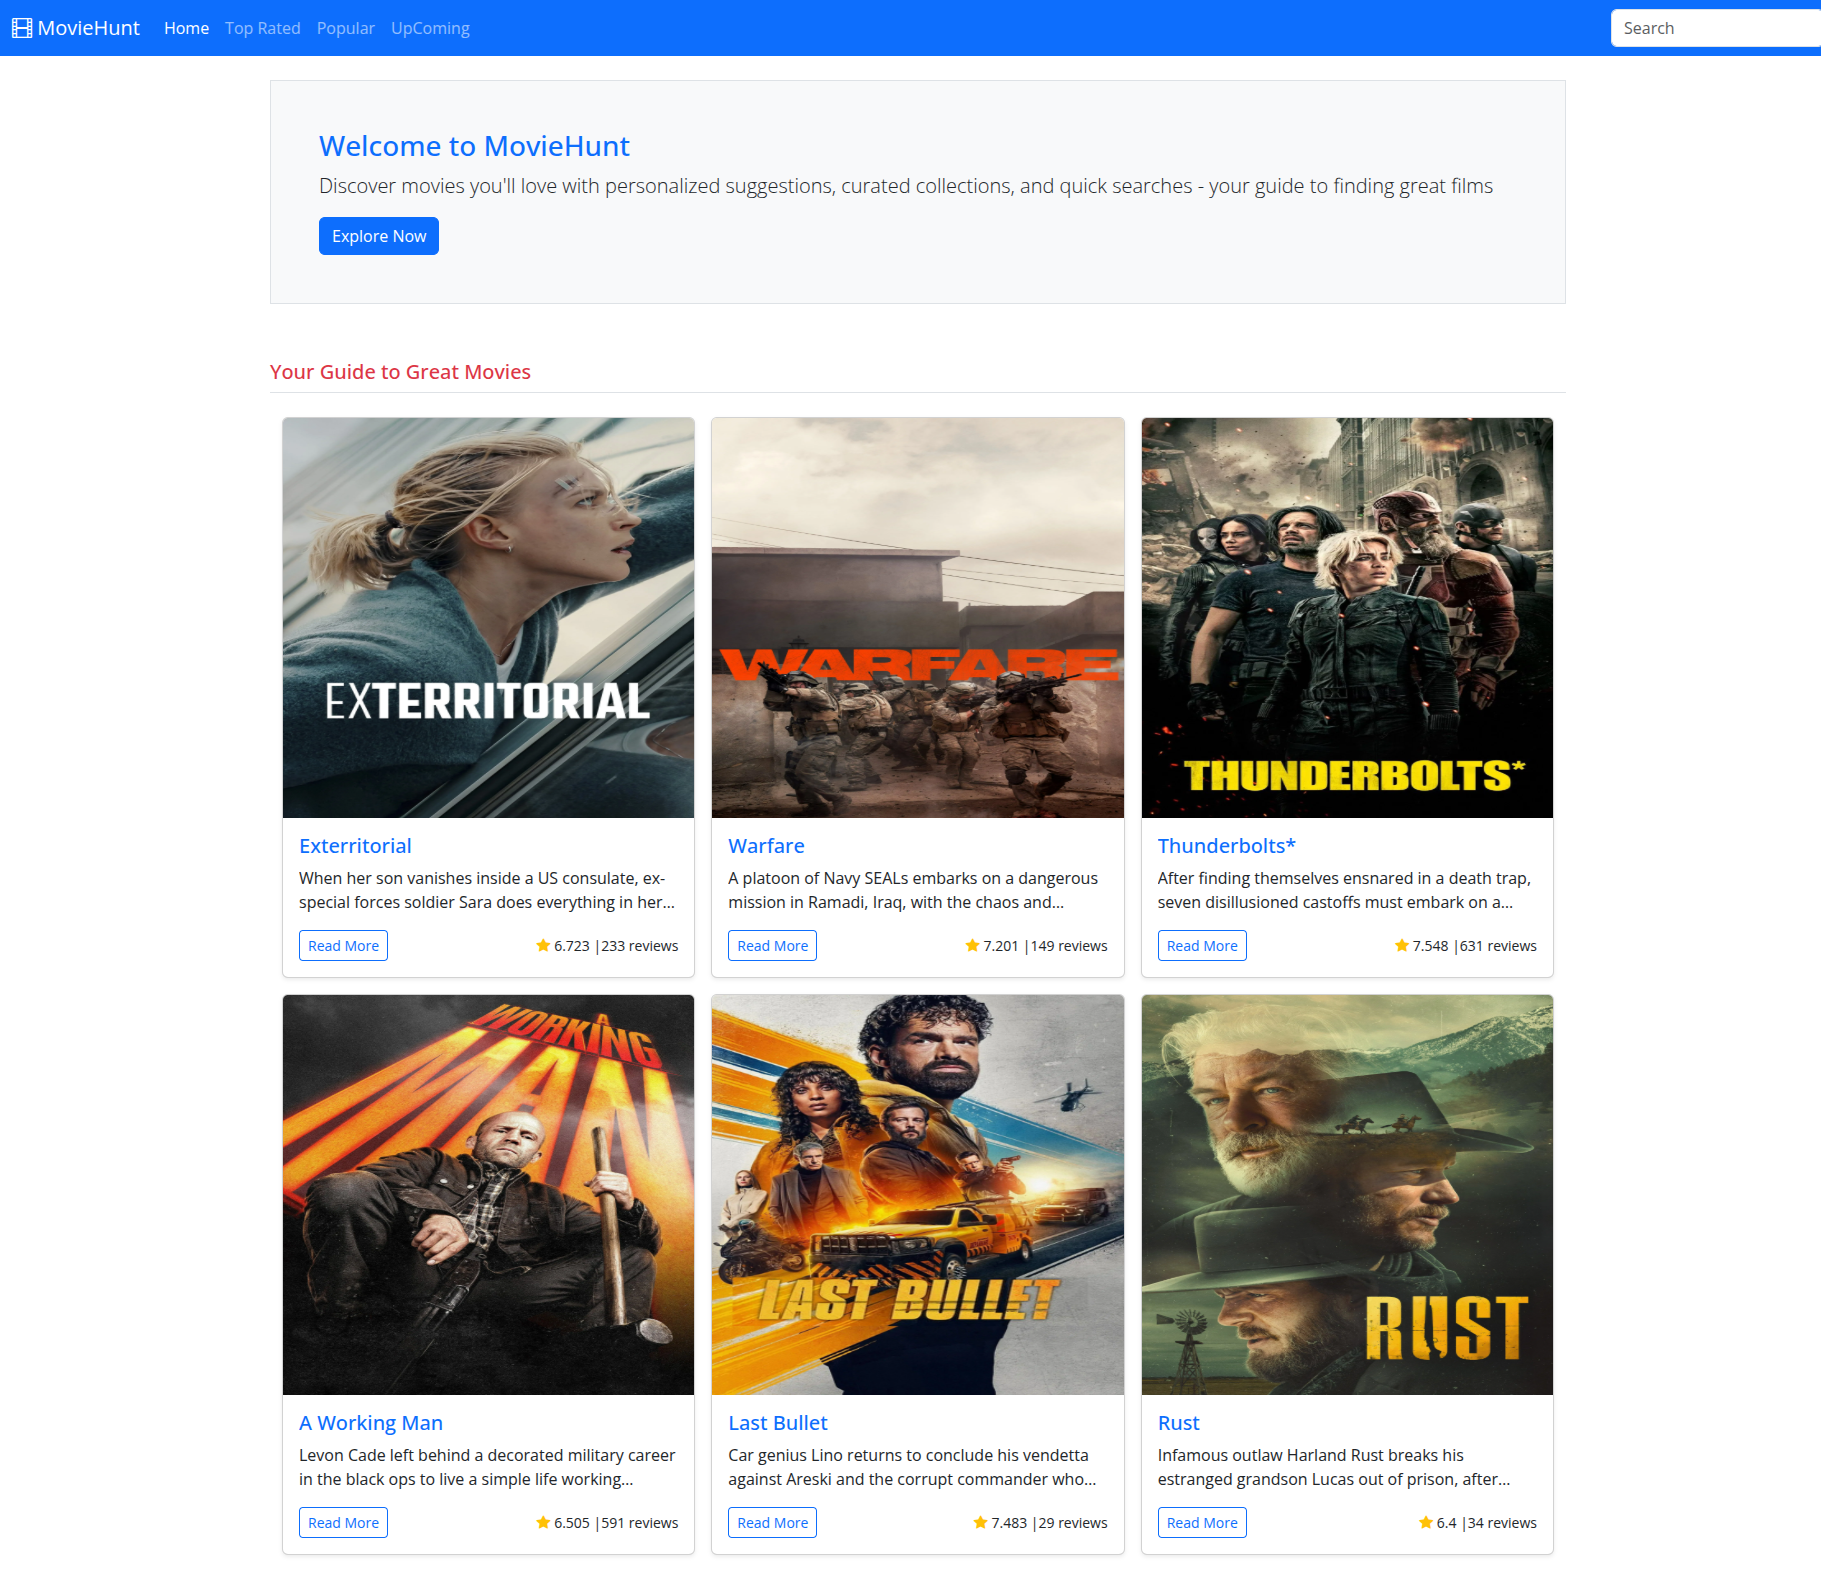 MovieHunt Home Top Rated Popular UpComing Search
Welcome to MovieHunt
Discover movies you'll love with personalized suggestions, curated collections, and quick searches - your guide to finding great films
Explore Now
Your Guide to Great Movies
EXTERRITORIAL
Exterritorial
When her son vanishes inside a US consulate, ex-
special forces soldier Sara does everything in her...
Read More 6.723 |233 reviews
WARFARE
Warfare
A platoon of Navy SEALs embarks on a dangerous
mission in Ramadi, Iraq, with the chaos and...
Read More 7.201 |149 reviews
THUNDERBOLTS*
Thunderbolts*
After finding themselves ensnared in a death trap,
seven disillusioned castoffs must embark on a...
Read More 7.548 |631 reviews
A
WORKING
MAN
A Working Man
Levon Cade left behind a decorated military career
in the black ops to live a simple life working...
Read More 6.505 |591 reviews
LAST BULLET
Last Bullet
Car genius Lino returns to conclude his vendetta
against Areski and the corrupt commander who...
Read More 7.483 |29 reviews
RUST
Rust
Infamous outlaw Harland Rust breaks his
estranged grandson Lucas out of prison, after...
Read More 6.4 |34 reviews